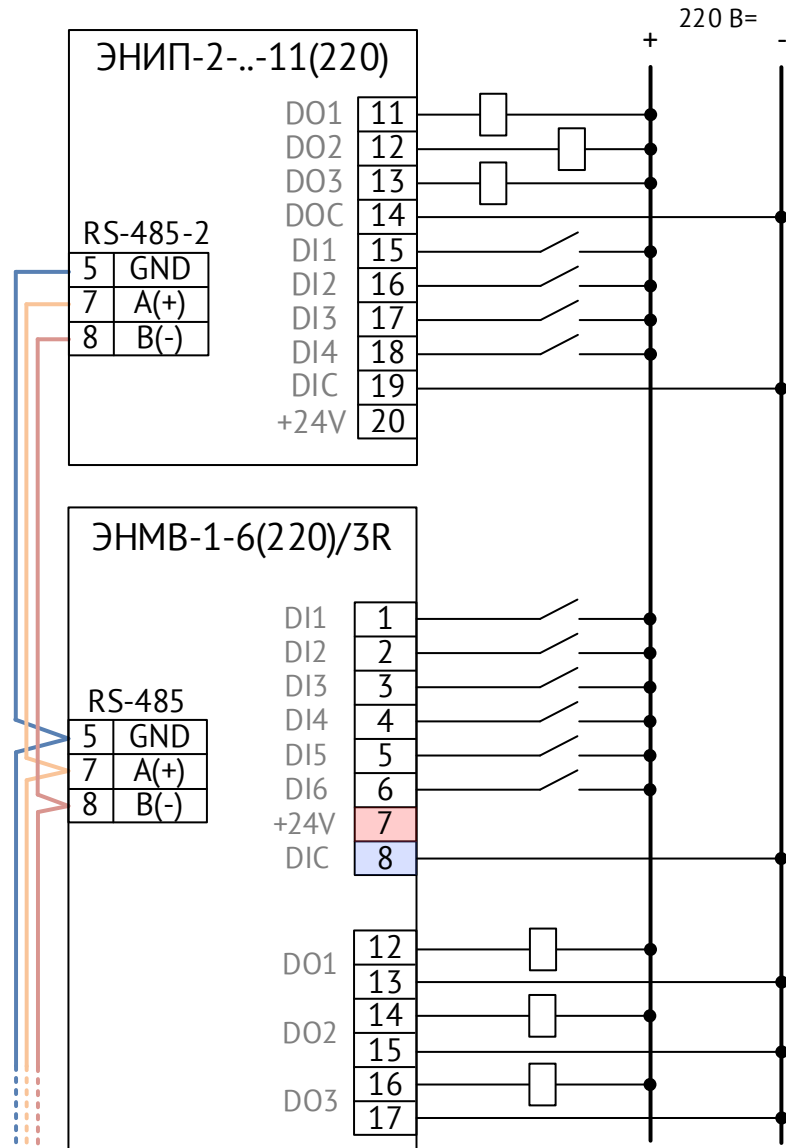 220 В=
+ -
ЭНИП-2-..-11(220)
DO1 11
DO2 12
DO3 13
DOC 14
DI1 15
DI2 16
DI3 17
DI4 18
DIC 19
+24V 20
RS-485-2
5 GND
7 A(+)
8 B(-)
ЭНМВ-1-6(220)/3R
DI1 1
DI2 2
DI3 3
DI4 4
DI5 5
DI6 6
+24V 7
DIC 8
RS-485
5 GND
7 A(+)
8 B(-)
DO1 12
13
DO2 14
15
DO3 16
17